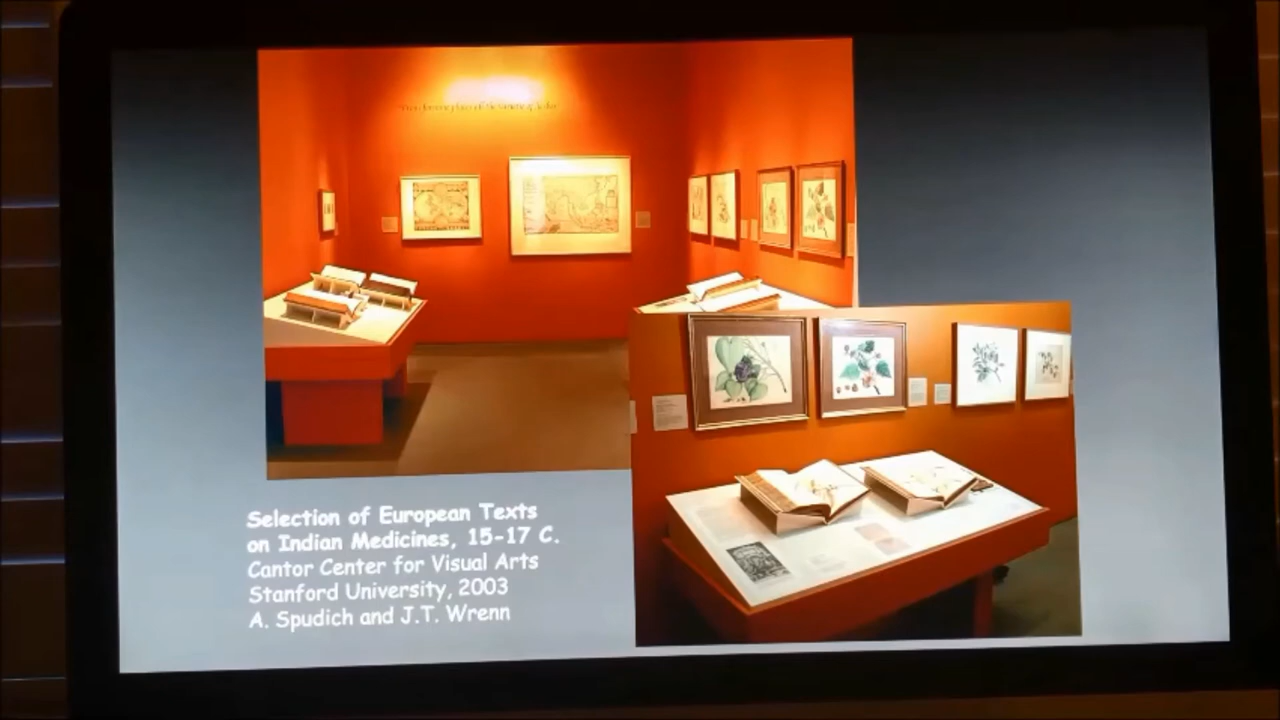 Selection of European Texts
on Indian Medicines, 15-17 C.
Cantor Center for Visual Arts
Stanford University, 2003
A. Spudich and J.T. Wrenn